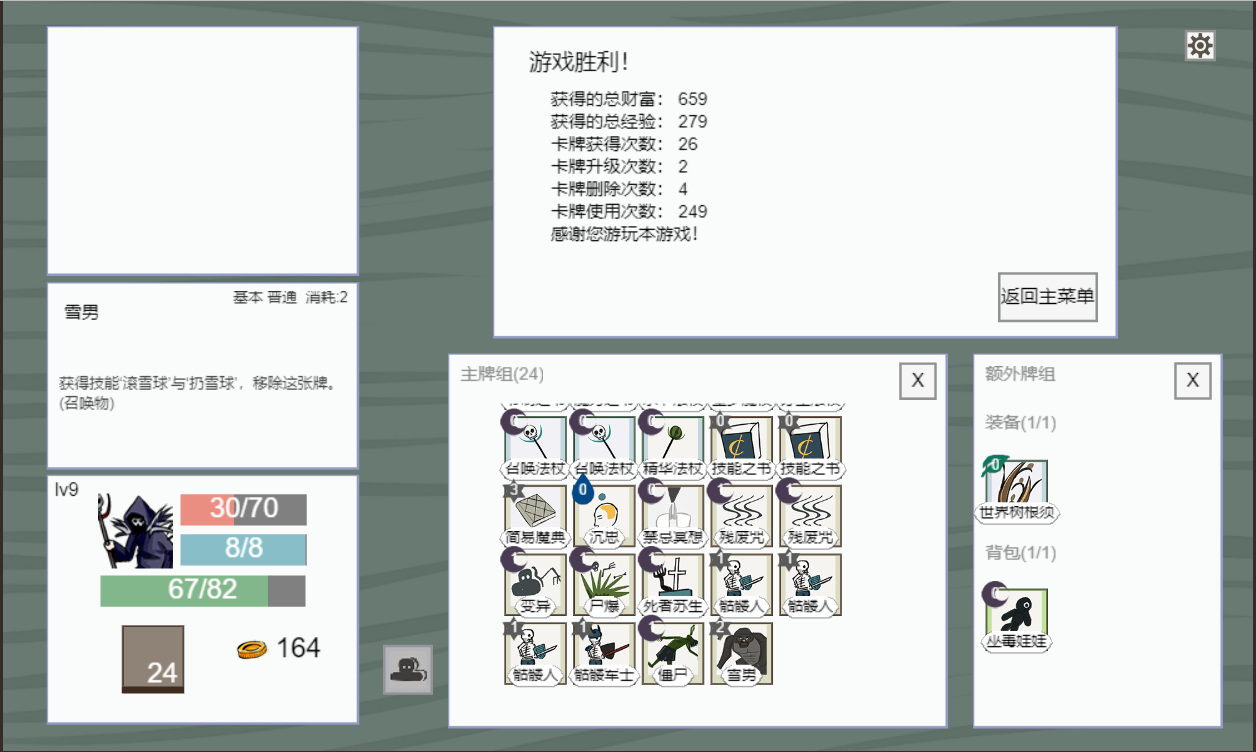 游戏胜利！
获得的总财富： 659
获得的总经验： 279
卡牌获得次数： 26
卡牌升级次数： 2
卡牌删除次数： 4
卡牌使用次数： 249
感谢您游玩本游戏！
返回主菜单
基本 普通 消耗:2
雪男
获得技能‘滚雪球’与‘扔雪球’，移除这张牌。
(召唤物)
lv9
30/70
8/8
67/82
24
164
主牌组(24)
X
0 0
召唤法杖 召唤法杖 精华法杖 技能之书 技能之书
3 0
简易魔典 沉思 禁忌冥想 残废咒 残废咒
1 1
变异 尸爆 死者苏生 骷髅人 骷髅人
1 1 2
骷髅人 骷髅车士 僵尸 雪男
额外牌组
X
装备(1/1)
0
世界树根须
背包(1/1)
坐毒娃娃